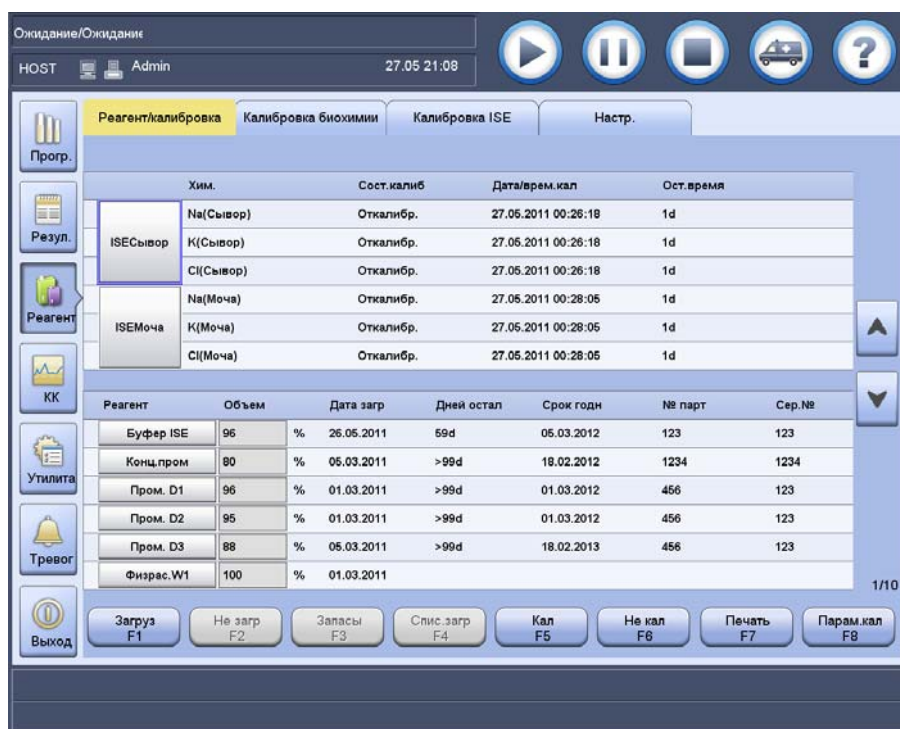 Ожидание/Ожидание
HOST Admin 27.05 21:08
?
Прогр.
Резул.
Реагент
КК
Утилита
Тревог
Выход
Реагент/калибровка Калибровка биохимии Калибровка ISE Настр.
Хим. Сост.калиб Дата/врем.кал Ост.время
ISEСывор
Na(Сывор) Откалибр. 27.05.2011 00:26:18 1d
K(Сывор) Откалибр. 27.05.2011 00:26:18 1d
Cl(Сывор) Откалибр. 27.05.2011 00:26:18 1d
ISEМоча
Na(Моча) Откалибр. 27.05.2011 00:28:05 1d
K(Моча) Откалибр. 27.05.2011 00:28:05 1d
Cl(Моча) Откалибр. 27.05.2011 00:28:05 1d
Реагент Объем Дата загр Дней остал Срок годн № парт Сер.№
Буфер ISE 96 % 26.05.2011 59d 05.03.2012 123 123
Конц.пром 80 % 05.03.2011 >99d 18.02.2012 1234 1234
Пром. D1 96 % 01.03.2011 >99d 01.03.2012 456 123
Пром. D2 95 % 01.03.2011 >99d 01.03.2012 456 123
Пром. D3 88 % 05.03.2011 >99d 18.02.2013 456 123
Физрас.W1 100 % 01.03.2011
1/10
Загруз F1
Не загр F2
Запасы F3
Спис.загр F4
Кал F5
Не кал F6
Печать F7
Парам.кал F8